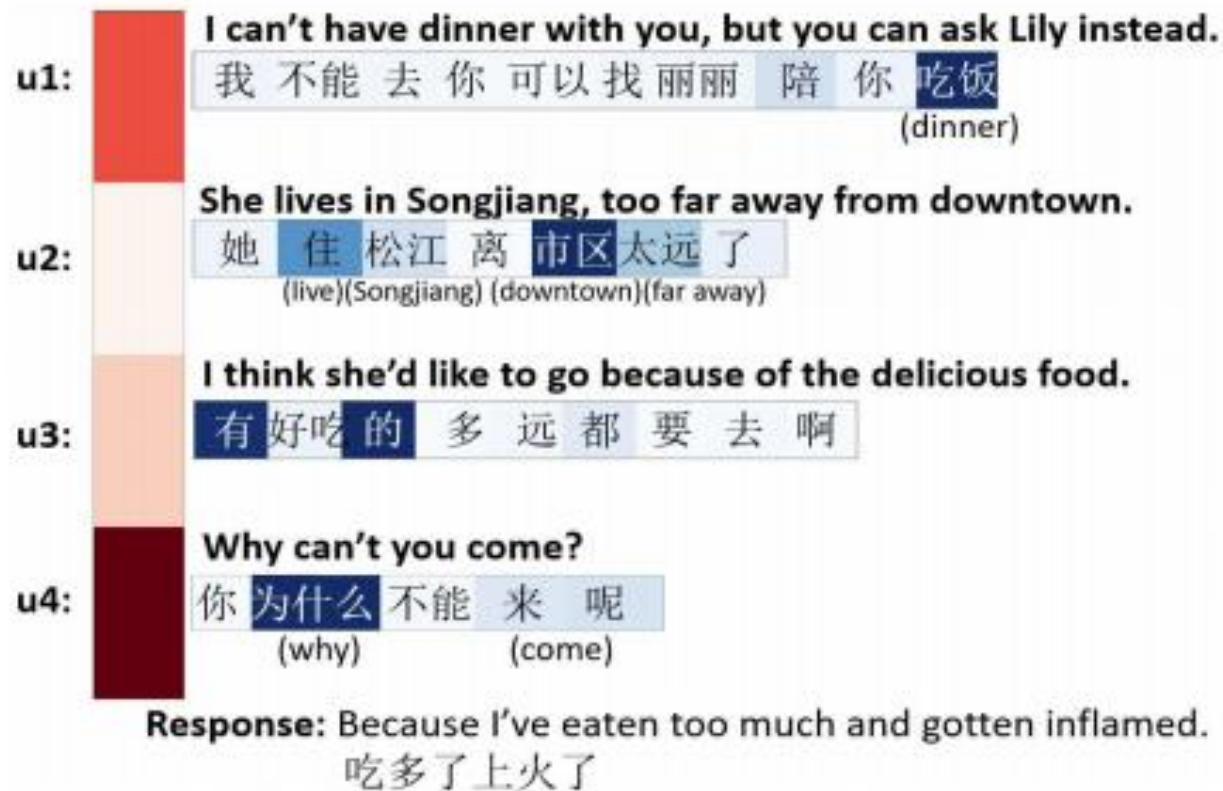 I can't have dinner with you, but you can ask Lily instead.
u1: 我 不能 去 你 可以 找 丽丽 陪 你 吃饭
(dinner)
She lives in Songjiang, too far away from downtown.
u2: 她 住 松江 离 市区 太远 了
(live)(Songjiang) (downtown)(far away)
I think she'd like to go because of the delicious food.
u3: 有 好吃 的 多 远 都 要 去 啊
Why can't you come?
u4: 你 为什么 不能 来 呢
(why) (come)
Response: Because I've eaten too much and gotten inflamed.
吃多了上火了